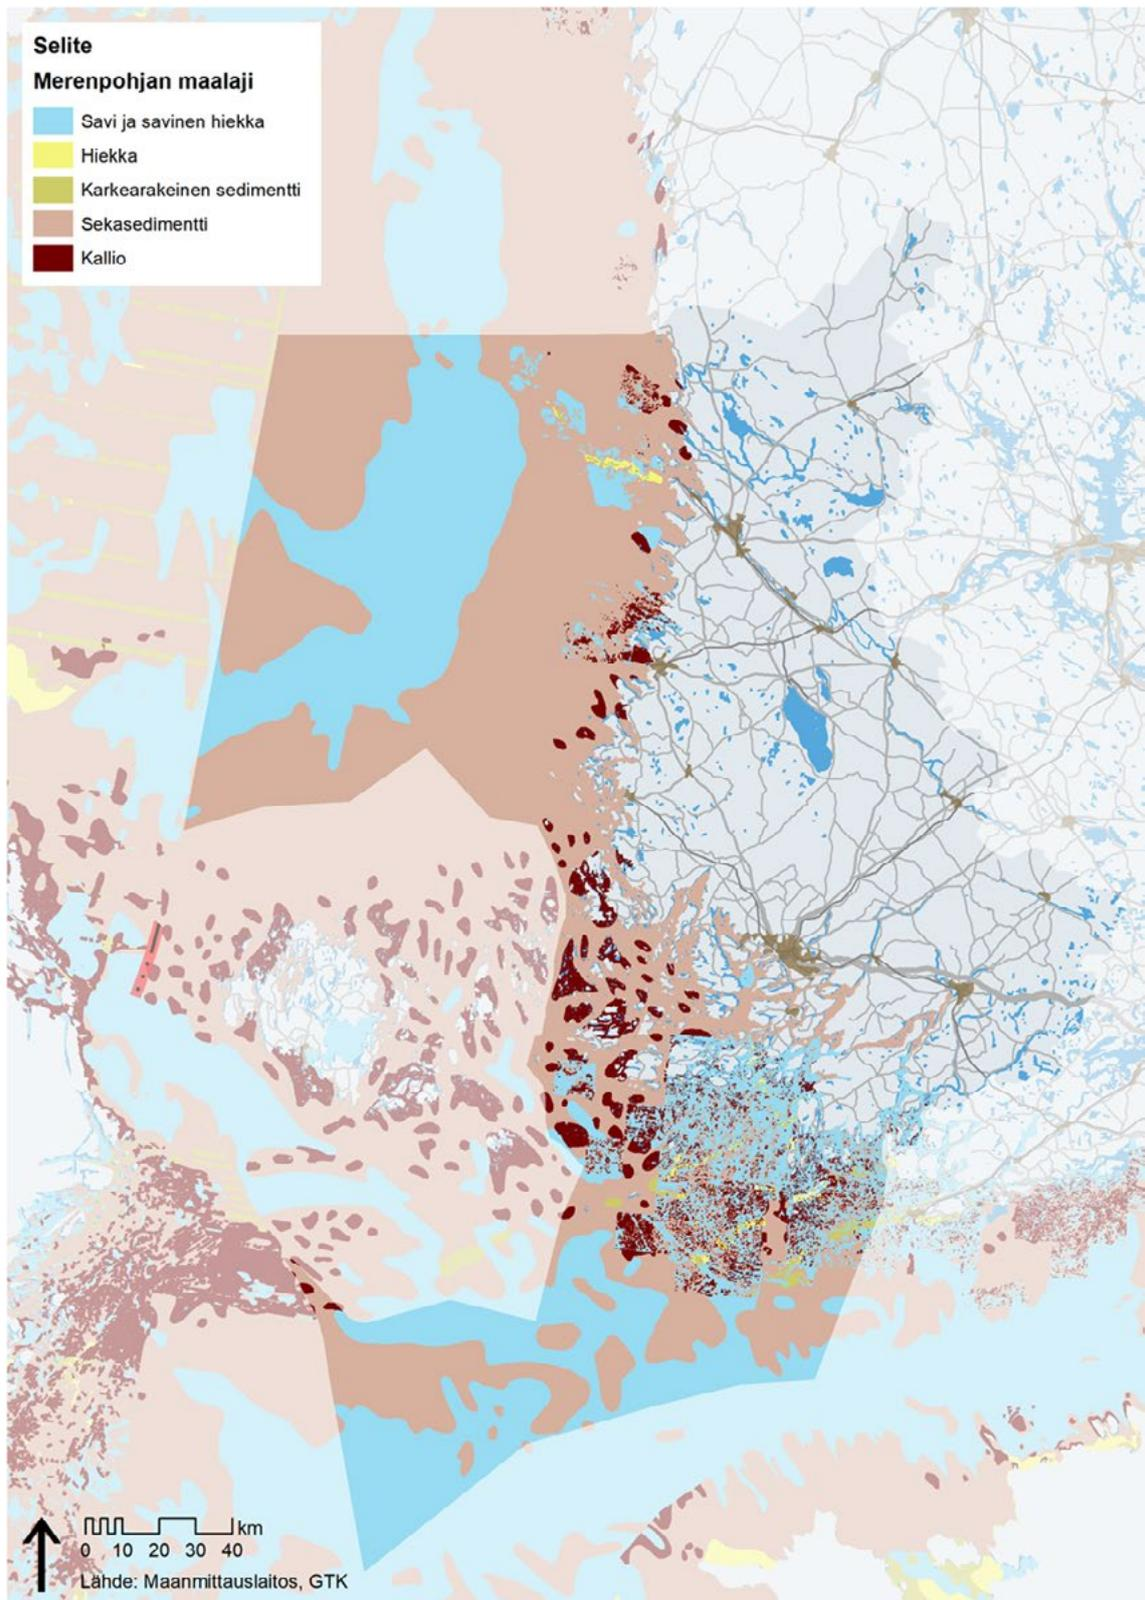 Selite
Merenpohjan maalaji
Savi ja savinen hiekka
Hiekka
Karkearakeinen sedimentti
Sekasedimentti
Kallio
km
0 10 20 30 40
Lähde: Maanmittauslaitos, GTK